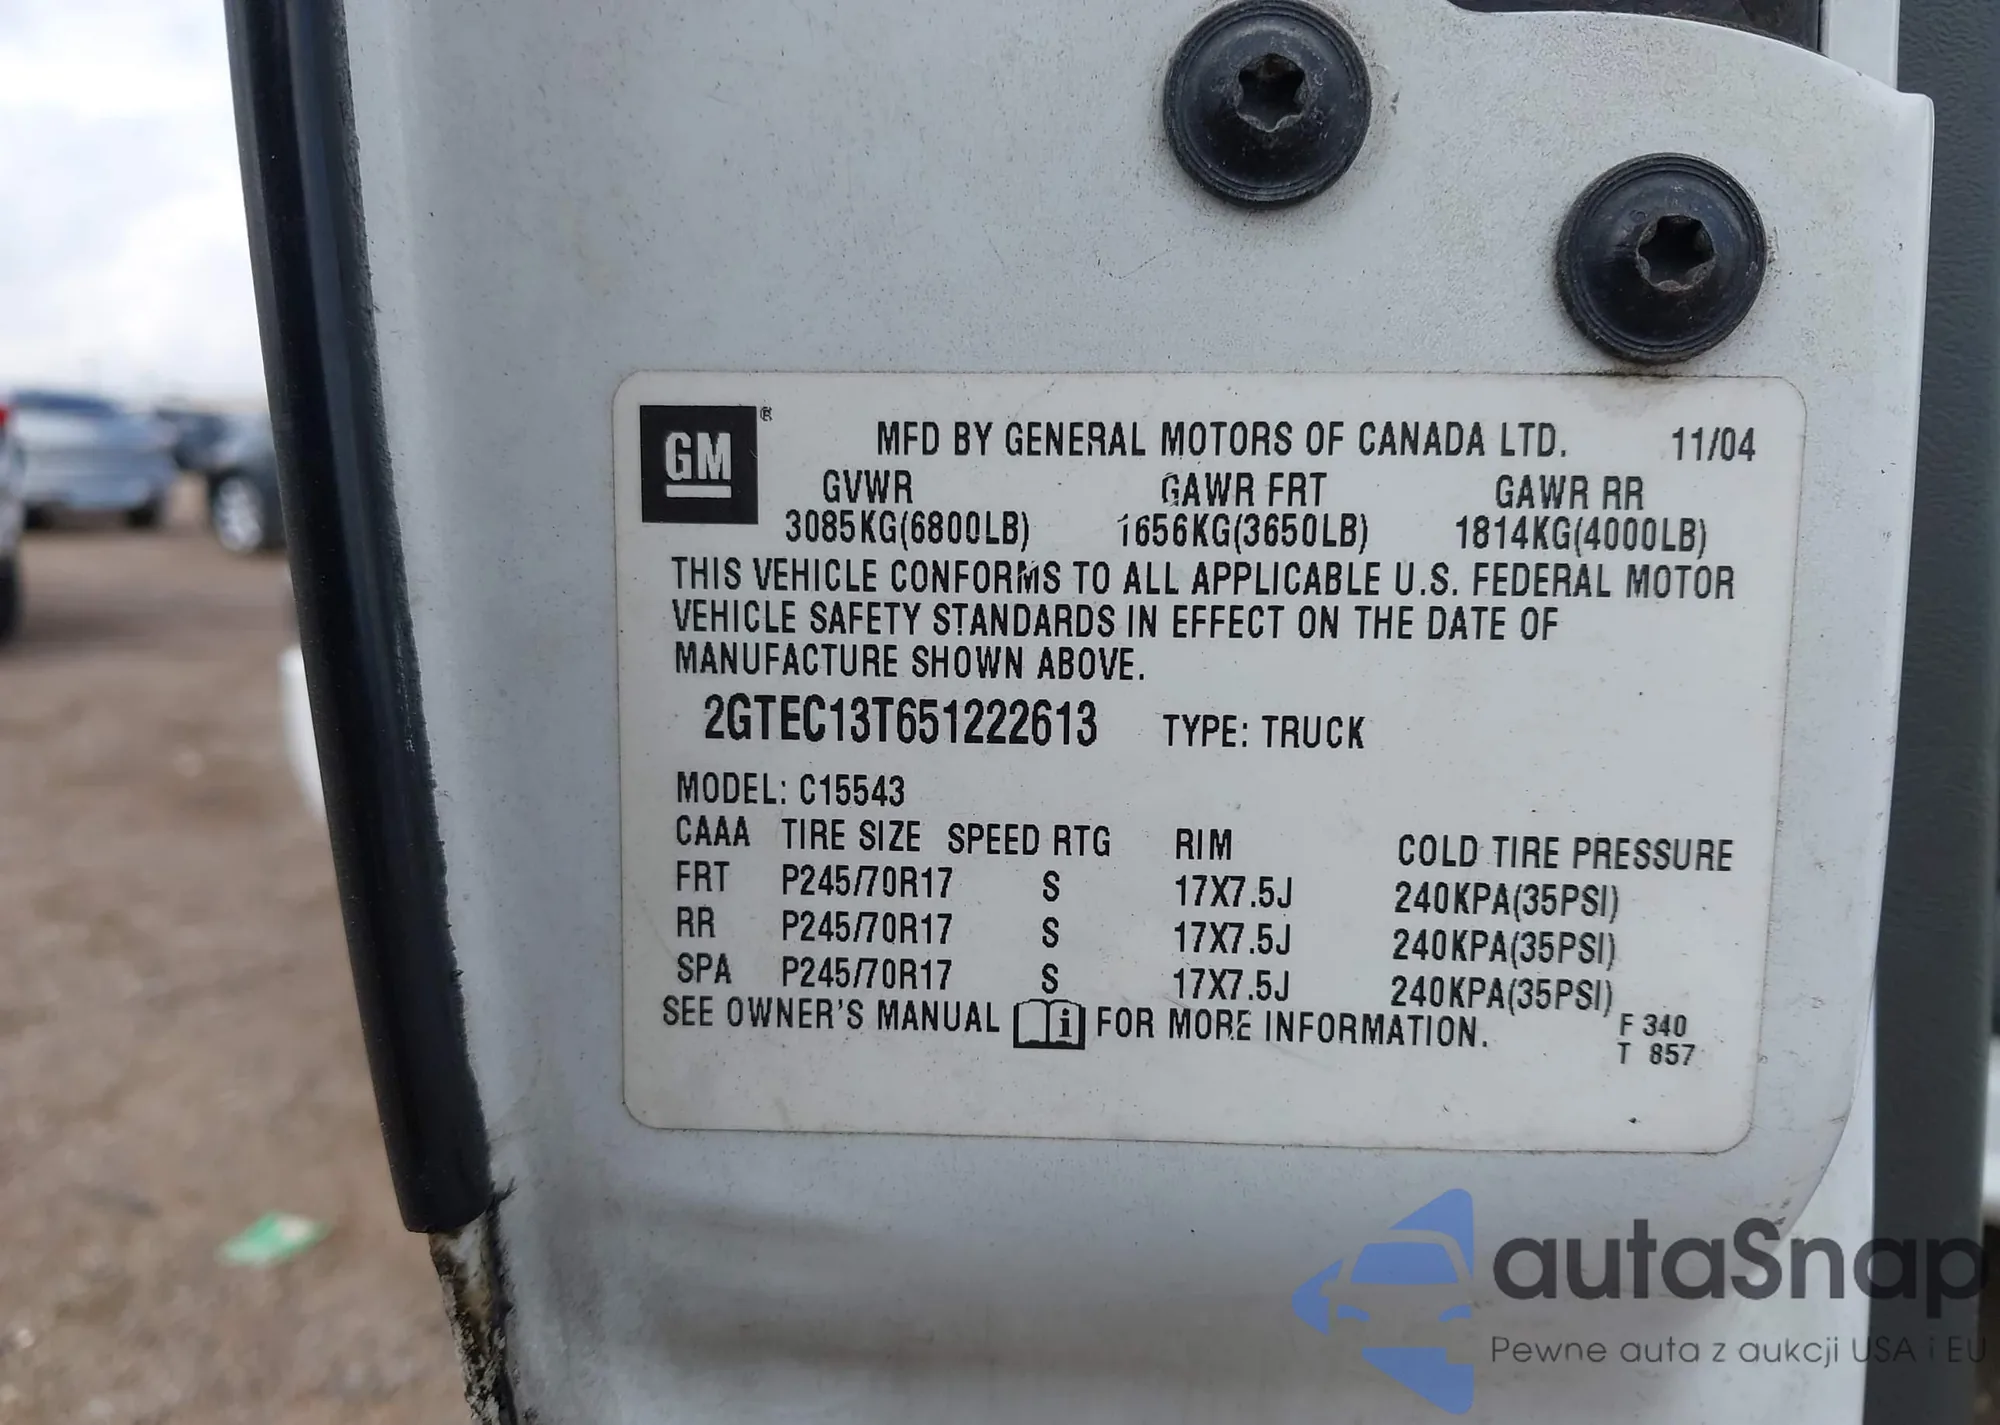 GM ®
MFD BY GENERAL MOTORS OF CANADA LTD. 11/04
GVWR GAWR FRT GAWR RR
3085KG(6800LB) 1656KG(3650LB) 1814KG(4000LB)
THIS VEHICLE CONFORMS TO ALL APPLICABLE U.S. FEDERAL MOTOR
VEHICLE SAFETY STANDARDS IN EFFECT ON THE DATE OF
MANUFACTURE SHOWN ABOVE.
2GTEC13T651222613 TYPE: TRUCK
MODEL: C15543
CAAA TIRE SIZE SPEED RTG RIM COLD TIRE PRESSURE
FRT P245/70R17 S 17X7.5J 240KPA(35PSI)
RR P245/70R17 S 17X7.5J 240KPA(35PSI)
SPA P245/70R17 S 17X7.5J 240KPA(35PSI)
SEE OWNER'S MANUAL i FOR MORE INFORMATION.
F 340
T 857
autaSnap
Pewne auta z aukcji USA i EU